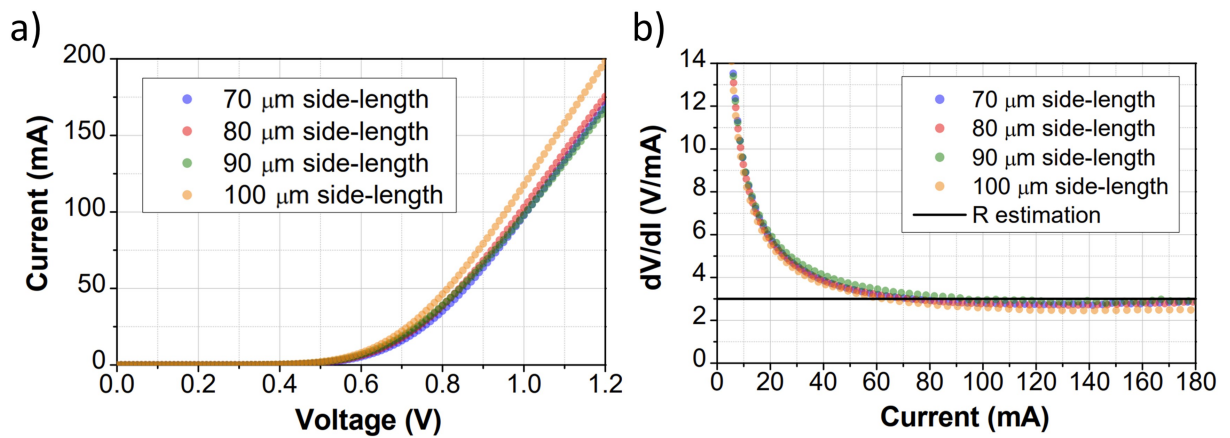 a)
200
150
100
50
0
Current (mA)
70 μm side-length
80 μm side-length
90 μm side-length
100 μm side-length
0.0 0.2 0.4 0.6 0.8 1.0 1.2
Voltage (V)
b)
14
12
10
8
6
4
2
0
dV/dI (V/mA)
70 μm side-length
80 μm side-length
90 μm side-length
100 μm side-length
R estimation
0 20 40 60 80 100 120 140 160 180
Current (mA)